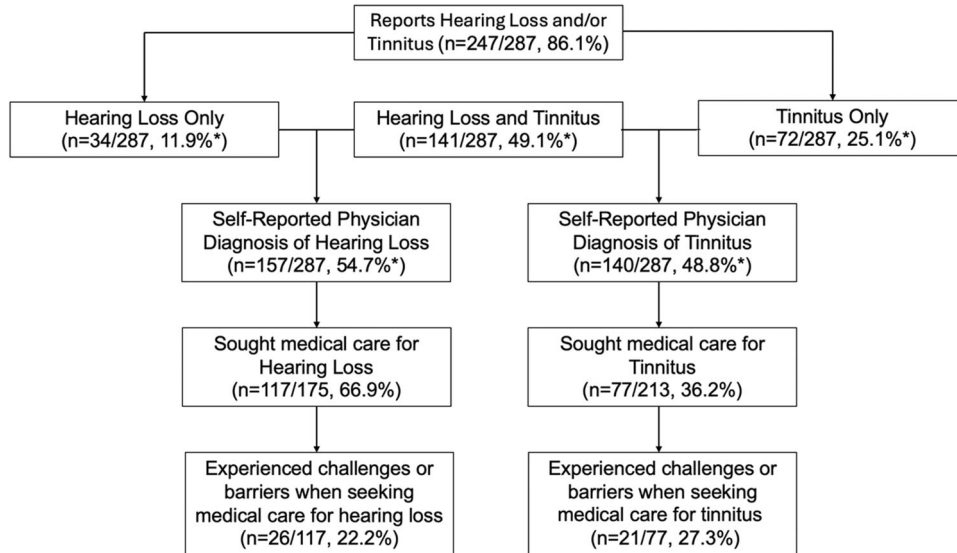 Reports Hearing Loss and/or
Tinnitus (n=247/287, 86.1%)
Hearing Loss Only
(n=34/287, 11.9%*)
Hearing Loss and Tinnitus
(n=141/287, 49.1%*)
Tinnitus Only
(n=72/287, 25.1%*)
Self-Reported Physician
Diagnosis of Hearing Loss
(n=157/287, 54.7%*)
Self-Reported Physician
Diagnosis of Tinnitus
(n=140/287, 48.8%*)
Sought medical care for
Hearing Loss
(n=117/175, 66.9%)
Sought medical care for
Tinnitus
(n=77/213, 36.2%)
Experienced challenges or
barriers when seeking
medical care for hearing loss
(n=26/117, 22.2%)
Experienced challenges or
barriers when seeking
medical care for tinnitus
(n=21/77, 27.3%)